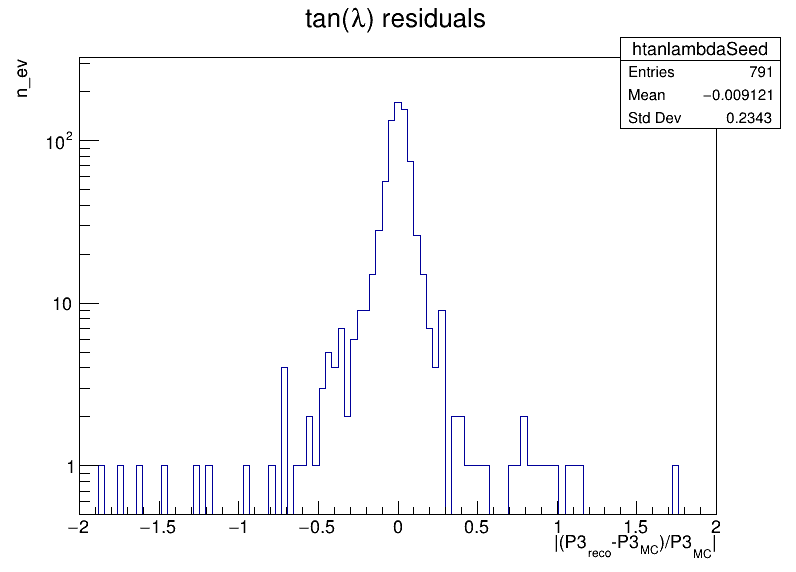 tan(λ) residuals
htanlambdaSeed
Entries 791
Mean −0.009121
Std Dev 0.2343
n_ev
10²
10
1
−2 −1.5 −1 −0.5 0 0.5 1 1.5 2
|(P3reco-P3MC)/P3MC|